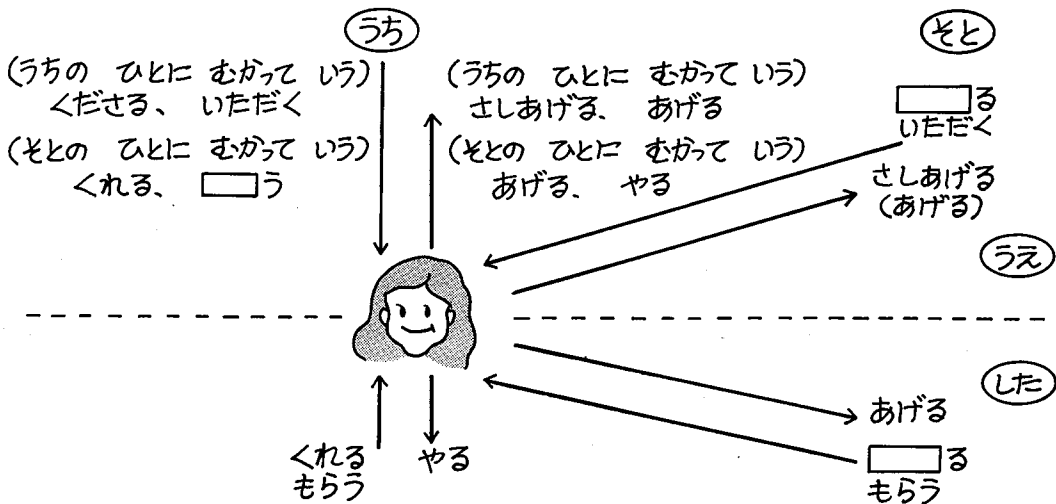 うち
そと
(うちの ひとに むかって いう)
くださる、 いただく
(そとの ひとに むかって いう)
くれる、 う
(うちの ひとに むかって いう)
さしあげる、 あげる
(そとの ひとに むかって いう)
あげる、 やる
る
いただく
さしあげる
(あげる)
うえ
した
あげる
る
もらう
くれる
もらう
やる